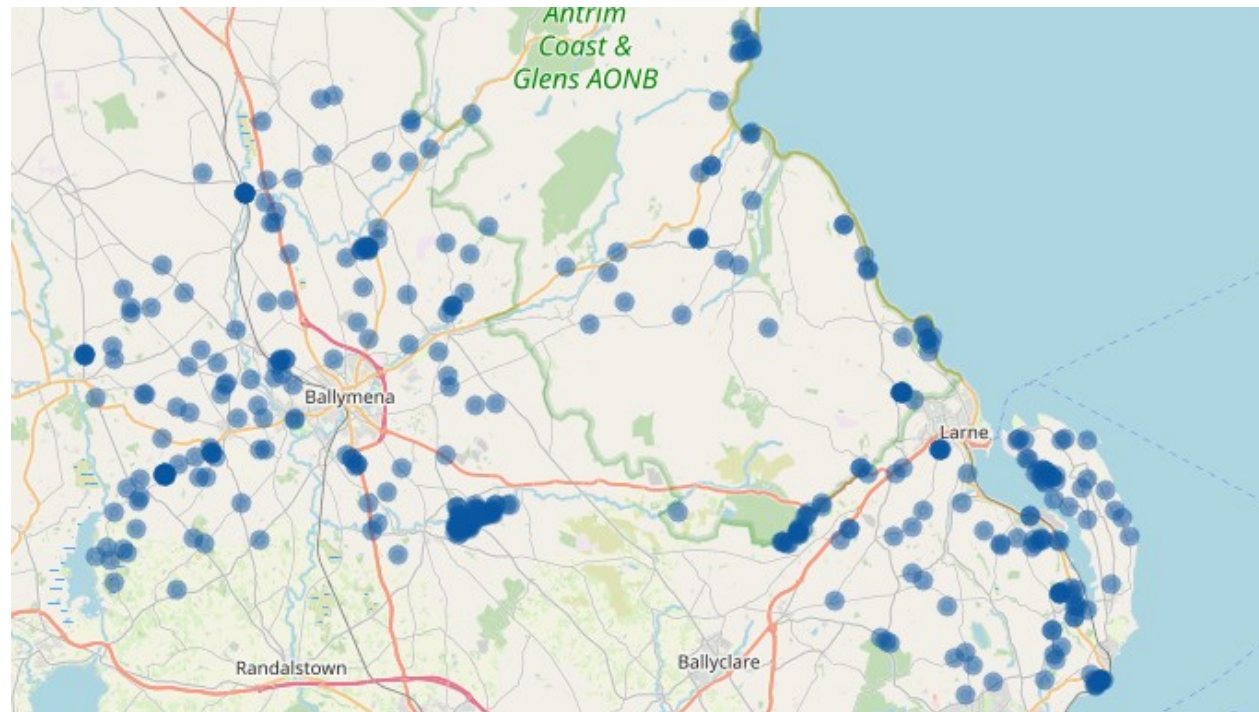 Antrim
Coast &
Glens AONB
Ballymena
Larne
Randalstown
Ballyclare